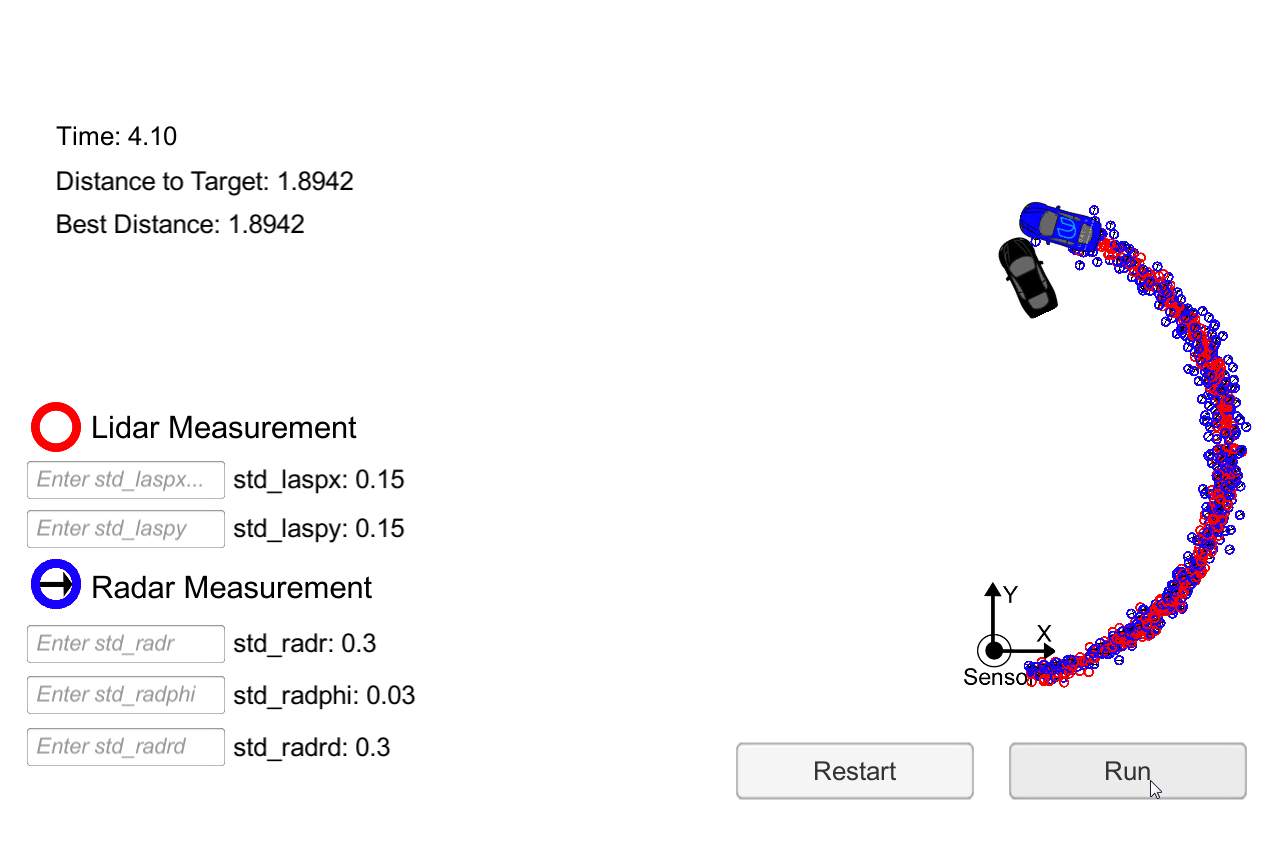 Time: 4.10
Distance to Target: 1.8942
Best Distance: 1.8942
Lidar Measurement
Enter std_laspx... std_laspx: 0.15
Enter std_laspy std_laspy: 0.15
Radar Measurement
Enter std_radr std_radr: 0.3
Enter std_radphi std_radphi: 0.03
Enter std_radrd std_radrd: 0.3
Y
X
Sensor
Restart Run